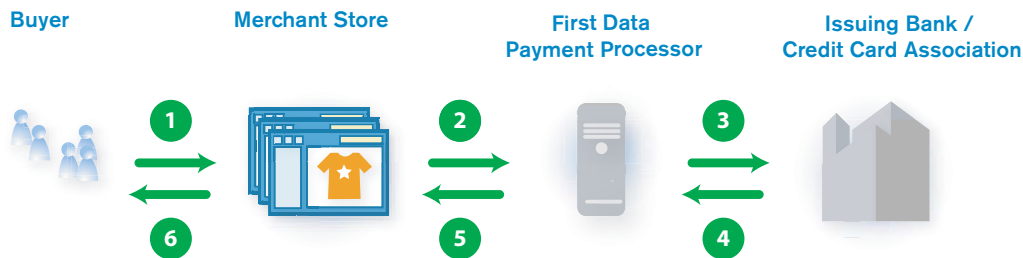 Buyer
Merchant Store
First Data
Payment Processor
Issuing Bank /
Credit Card Association
1
2
3
6
5
4